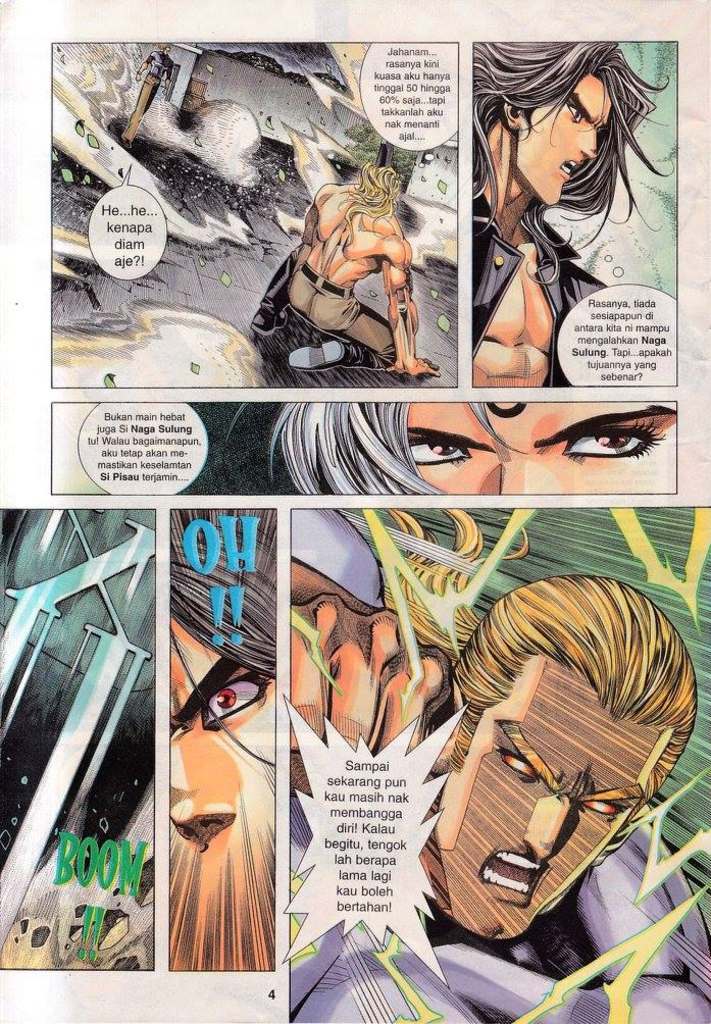 Jahanam...
rasanya kini
kuasa aku hanya
tinggal 50 hingga
60% saja...tapi
takkanlah aku
nak menanti
ajal....
He...he...
kenapa
diam
aje?!
Rasanya, tiada
sesiapapun di
antara kita ni mampu
mengalahkan Naga
Sulung. Tapi...apakah
tujuannya yang
sebenar?
Bukan main hebat
juga Si Naga Sulung
tu! Walau bagaimanapun,
aku tetap akan me-
mastikan keselamtan
Si Pisau terjamin....
BOOM
!!
OH
!!
Sampai
sekarang pun
kau masih nak
membangga
diri! Kalau
begitu, tengok
lah berapa
lama lagi
kau boleh
bertahan!
4